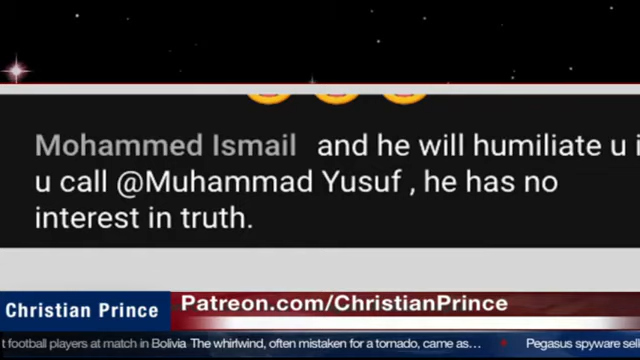 Mohammed Ismail and he will humiliate u i
u call @Muhammad Yusuf , he has no
interest in truth.
Christian Prince
Patreon.com/ChristianPrince
t football players at match in Bolivia The whirlwind, often mistaken for a tornado, came as… Pegasus spyware sell